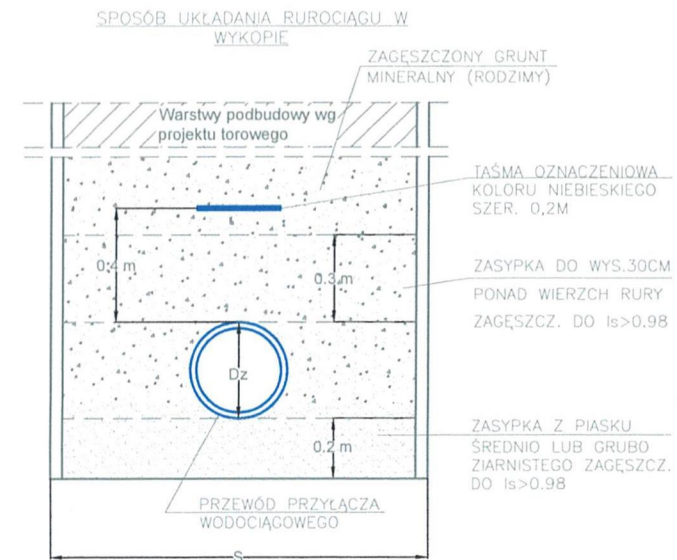 SPOSÓB UKŁADANIA RUROCIĄGU W
WYKOPIE
ZAGĘSZCZONY GRUNT
MINERALNY (RODZIMY)
Warstwy podbudowy wg
projektu torowego
TAŚMA OZNACZENIOWA
KOLORU NIEBIESKIEGO
SZER. 0,2M
0.4 m
0.3 m
ZASYPKA DO WYS.30CM
PONAD WIERZCH RURY
ZAGĘSZCZ. DO Is>0.98
Dz
0.2 m
ZASYPKA Z PIASKU
ŚREDNIO LUB GRUBO
ZIARNISTEGO ZAGĘSZCZ.
DO Is>0.98
PRZEWÓD PRZYŁĄCZA
WODOCIĄGOWEGO
S